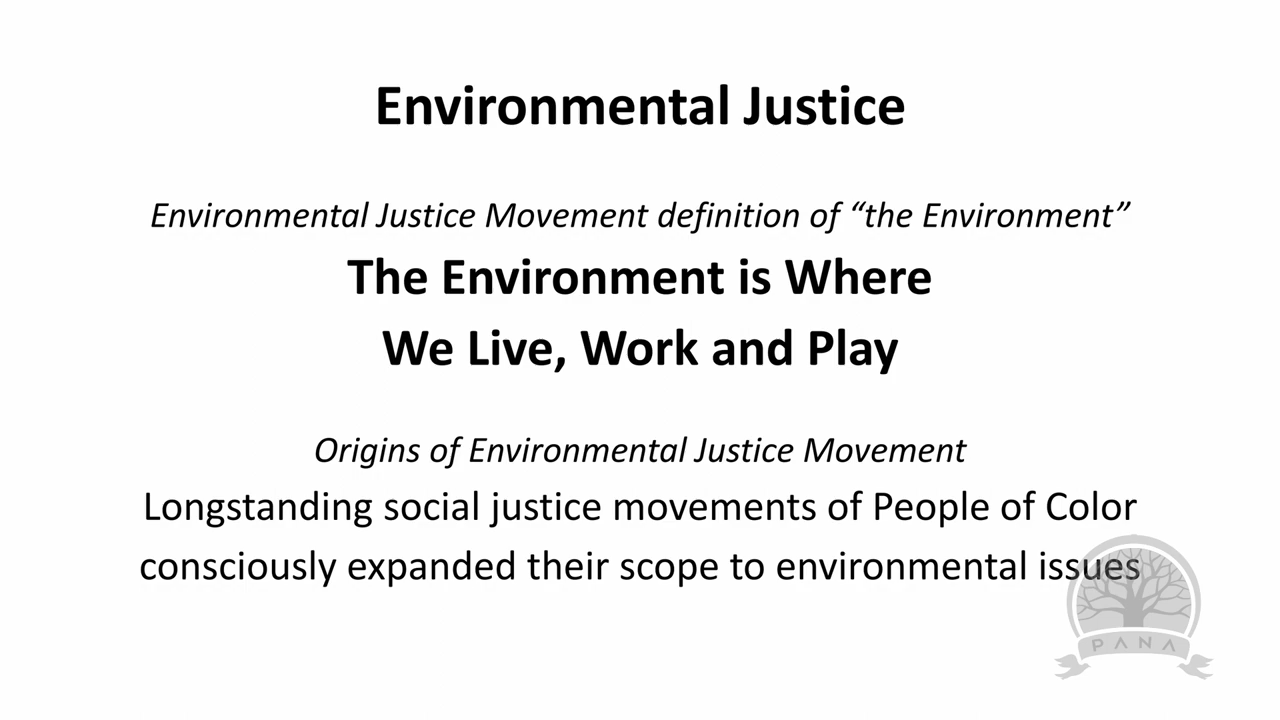 Environmental Justice
Environmental Justice Movement definition of “the Environment”
The Environment is Where
We Live, Work and Play
Origins of Environmental Justice Movement
Longstanding social justice movements of People of Color
consciously expanded their scope to environmental issues
PANA